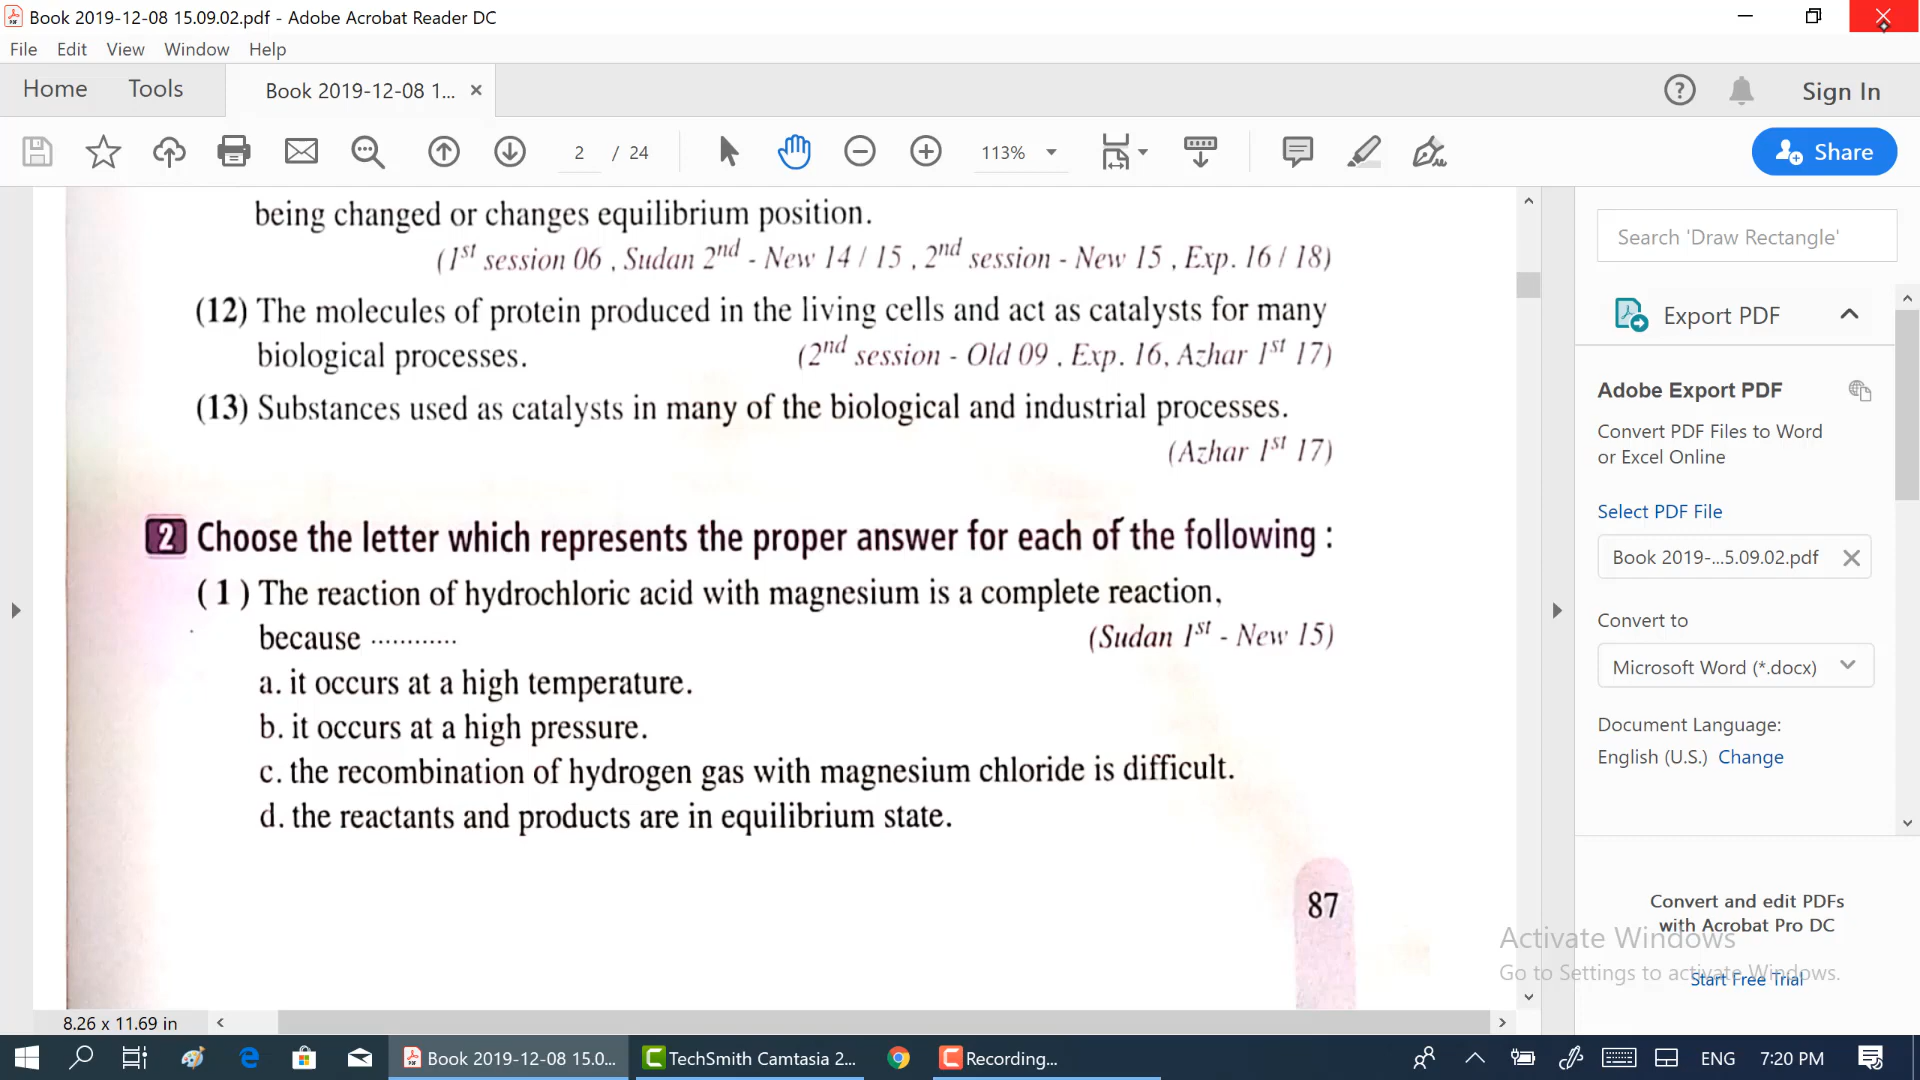 Book 2019-12-08 15.09.02.pdf - Adobe Acrobat Reader DC
File Edit View Window Help
Home Tools Book 2019-12-08 1... × Sign In
2 / 24 113% Share
being changed or changes equilibrium position.
(1st session 06 , Sudan 2nd - New 14 / 15 , 2nd session - New 15 , Exp. 16 / 18)
(12) The molecules of protein produced in the living cells and act as catalysts for many
biological processes. (2nd session - Old 09 , Exp. 16, Azhar 1st 17)
(13) Substances used as catalysts in many of the biological and industrial processes.
(Azhar 1st 17)
2 Choose the letter which represents the proper answer for each of the following :
( 1 ) The reaction of hydrochloric acid with magnesium is a complete reaction,
because ............ (Sudan 1st - New 15)
a. it occurs at a high temperature.
b. it occurs at a high pressure.
c. the recombination of hydrogen gas with magnesium chloride is difficult.
d. the reactants and products are in equilibrium state.
87
8.26 x 11.69 in
Search 'Draw Rectangle'
Export PDF
Adobe Export PDF
Convert PDF Files to Word
or Excel Online
Select PDF File
Book 2019-...5.09.02.pdf
Convert to
Microsoft Word (*.docx)
Document Language:
English (U.S.) Change
Convert and edit PDFs
with Acrobat Pro DC
Start Free Trial
Activate Windows
Go to Settings to activate Windows.
Book 2019-12-08 15.0... TechSmith Camtasia 2... Recording... ENG 7:20 PM